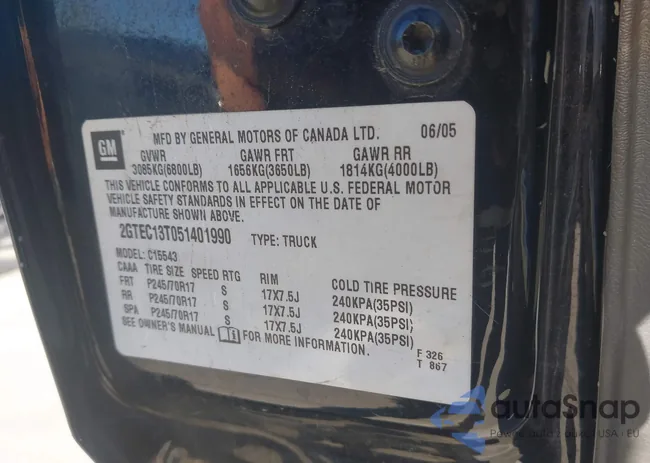 GM
MFD BY GENERAL MOTORS OF CANADA LTD. 06/05
GVWR GAWR FRT GAWR RR
3085KG(6800LB) 1656KG(3650LB) 1814KG(4000LB)
THIS VEHICLE CONFORMS TO ALL APPLICABLE U.S. FEDERAL MOTOR
VEHICLE SAFETY STANDARDS IN EFFECT ON THE DATE OF
MANUFACTURE SHOWN ABOVE.
2GTEC13T051401990 TYPE: TRUCK
MODEL: C15543
CAAA TIRE SIZE SPEED RTG RIM COLD TIRE PRESSURE
FRT P245/70R17 S 17X7.5J 240KPA(35PSI)
RR P245/70R17 S 17X7.5J 240KPA(35PSI)
SPA P245/70R17 S 17X7.5J 240KPA(35PSI)
SEE OWNER'S MANUAL FOR MORE INFORMATION.
F 326
T 867
autoSnap
USA • EU